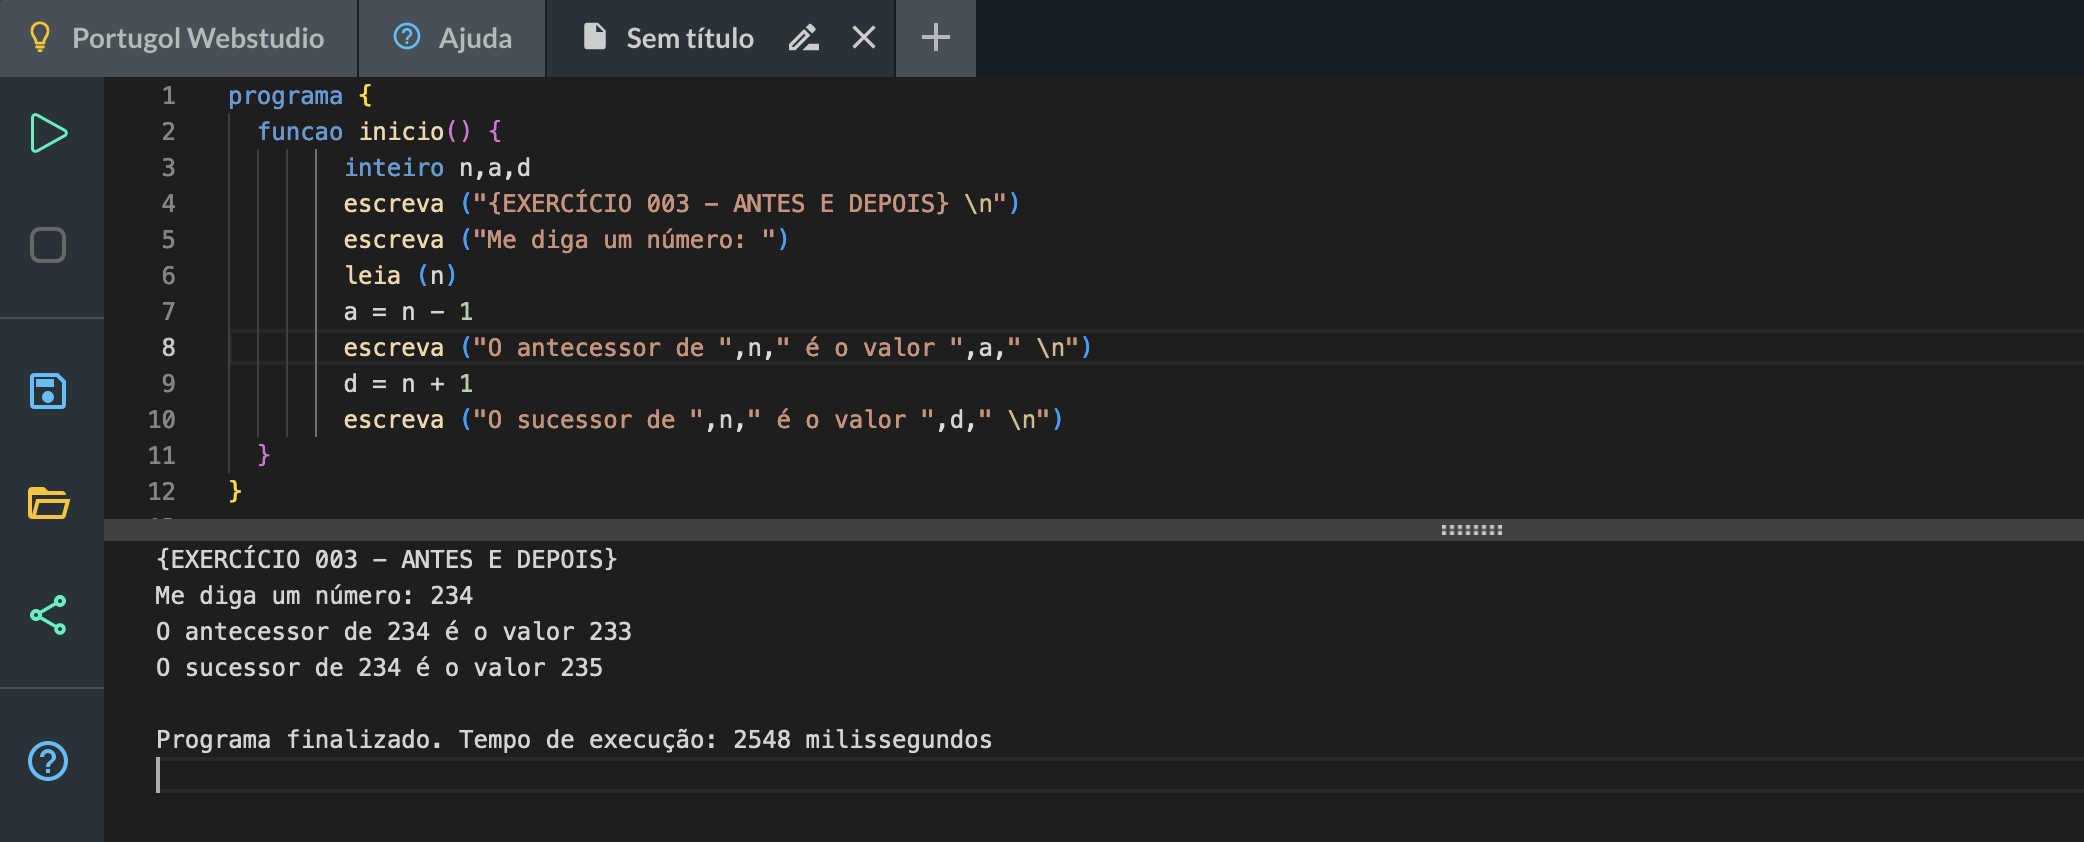 Portugol Webstudio
Ajuda
Sem título
1 programa {
2 funcao inicio() {
3 inteiro n,a,d
4 escreva ("{EXERCÍCIO 003 – ANTES E DEPOIS} \n")
5 escreva ("Me diga um número: ")
6 leia (n)
7 a = n - 1
8 escreva ("O antecessor de ",n," é o valor ",a," \n")
9 d = n + 1
10 escreva ("O sucessor de ",n," é o valor ",d," \n")
11 }
12 }
{EXERCÍCIO 003 – ANTES E DEPOIS}
Me diga um número: 234
O antecessor de 234 é o valor 233
O sucessor de 234 é o valor 235
Programa finalizado. Tempo de execução: 2548 milissegundos